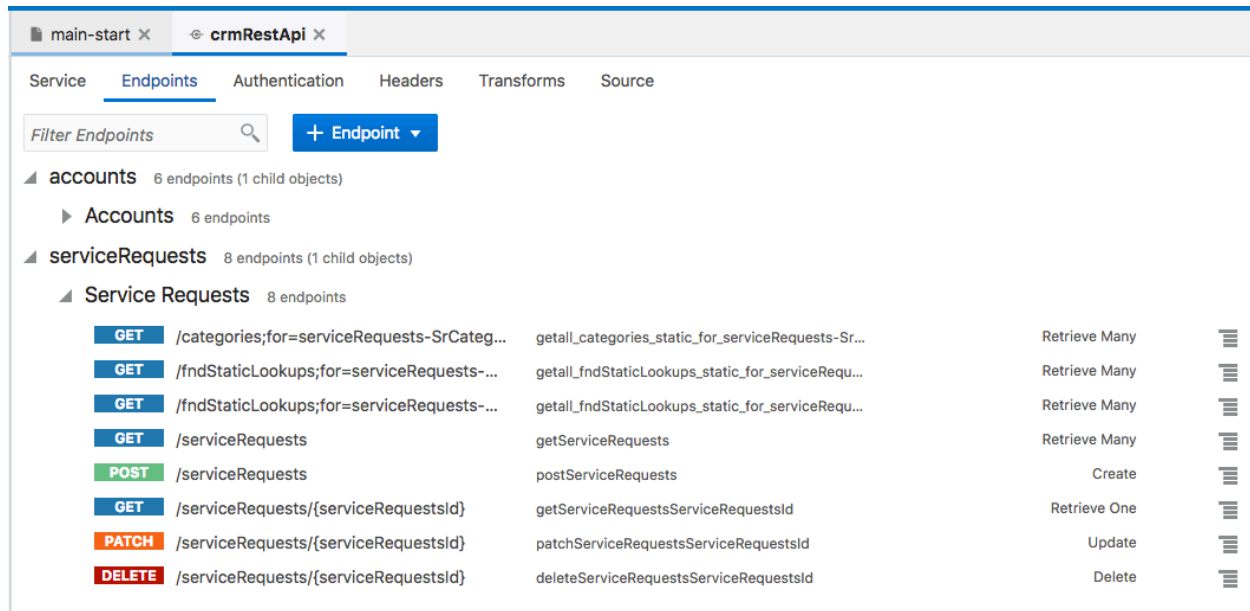 main-start crmRestApi
Service Endpoints Authentication Headers Transforms Source
Filter Endpoints + Endpoint
accounts 6 endpoints (1 child objects)
Accounts 6 endpoints
serviceRequests 8 endpoints (1 child objects)
Service Requests 8 endpoints
GET /categories;for=serviceRequests-SrCateg... getall_categories_static_for_serviceRequests-Sr... Retrieve Many
GET /fndStaticLookups;for=serviceRequests-... getall_fndStaticLookups_static_for_serviceRequ... Retrieve Many
GET /fndStaticLookups;for=serviceRequests-... getall_fndStaticLookups_static_for_serviceRequ... Retrieve Many
GET /serviceRequests getServiceRequests Retrieve Many
POST /serviceRequests postServiceRequests Create
GET /serviceRequests/{serviceRequestsId} getServiceRequestsServiceRequestsId Retrieve One
PATCH /serviceRequests/{serviceRequestsId} patchServiceRequestsServiceRequestsId Update
DELETE /serviceRequests/{serviceRequestsId} deleteServiceRequestsServiceRequestsId Delete